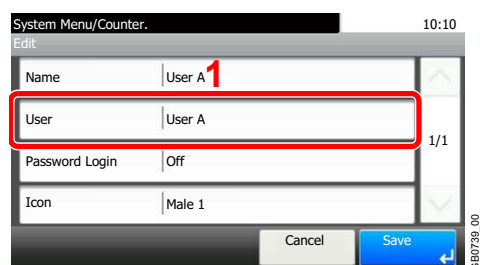 System Menu/Counter. 10:10
Edit
Name User A 1
User User A
1/1
Password Login Off
Icon Male 1
Cancel Save
GB0739_00